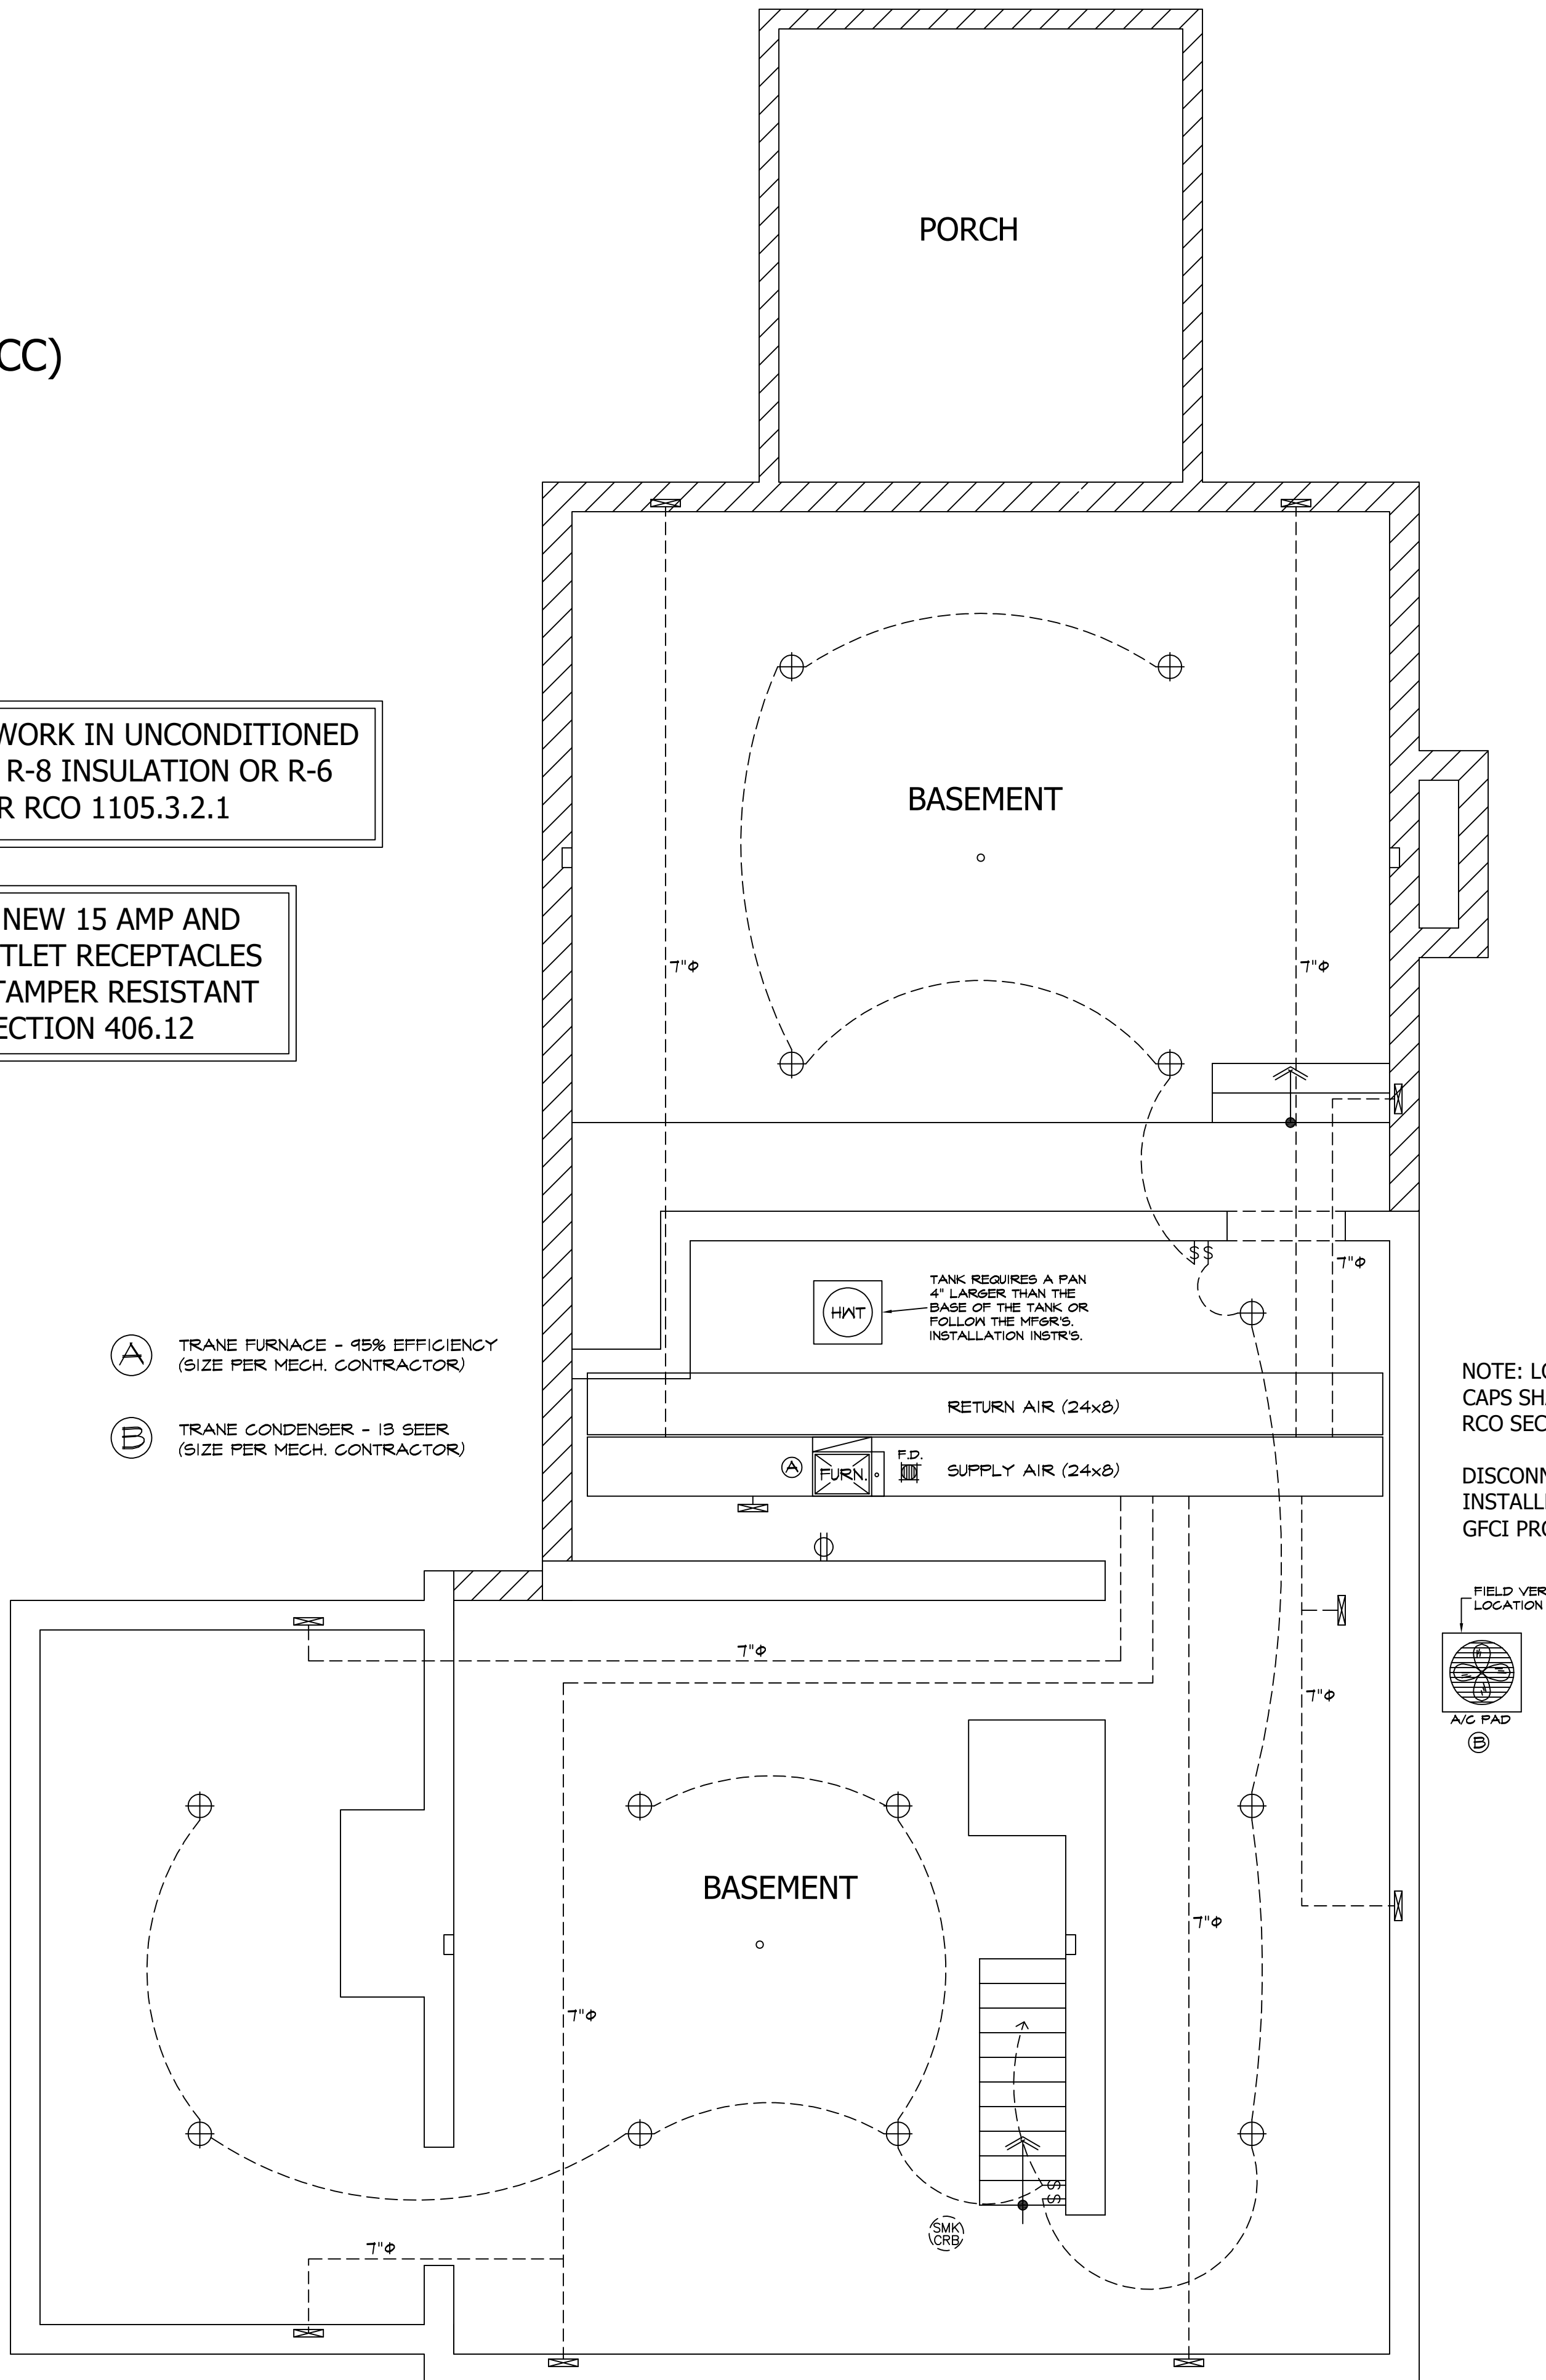 PORCH
CC)
WORK IN UNCONDITIONED
R-8 INSULATION OR R-6
R RCO 1105.3.2.1
BASEMENT
NEW 15 AMP AND
TLET RECEPTACLES
TAMPER RESISTANT
ECTION 406.12
7"Φ
7"Φ
$$
7"Φ
HWT
TANK REQUIRES A PAN
4" LARGER THAN THE
BASE OF THE TANK OR
FOLLOW THE MFGR'S.
INSTALLATION INSTR'S.
A
TRANE FURNACE - 95% EFFICIENCY
(SIZE PER MECH. CONTRACTOR)
B
TRANE CONDENSER - 13 SEER
(SIZE PER MECH. CONTRACTOR)
RETURN AIR (24x8)
A
FURN.
F.D.
SUPPLY AIR (24x8)
NOTE: LO
CAPS SHA
RCO SEC
DISCONN
INSTALLE
GFCI PRO
FIELD VER
LOCATION
A/C PAD
B
7"Φ
7"Φ
BASEMENT
7"Φ
7"Φ
$$
SMK
CRB
7"Φ